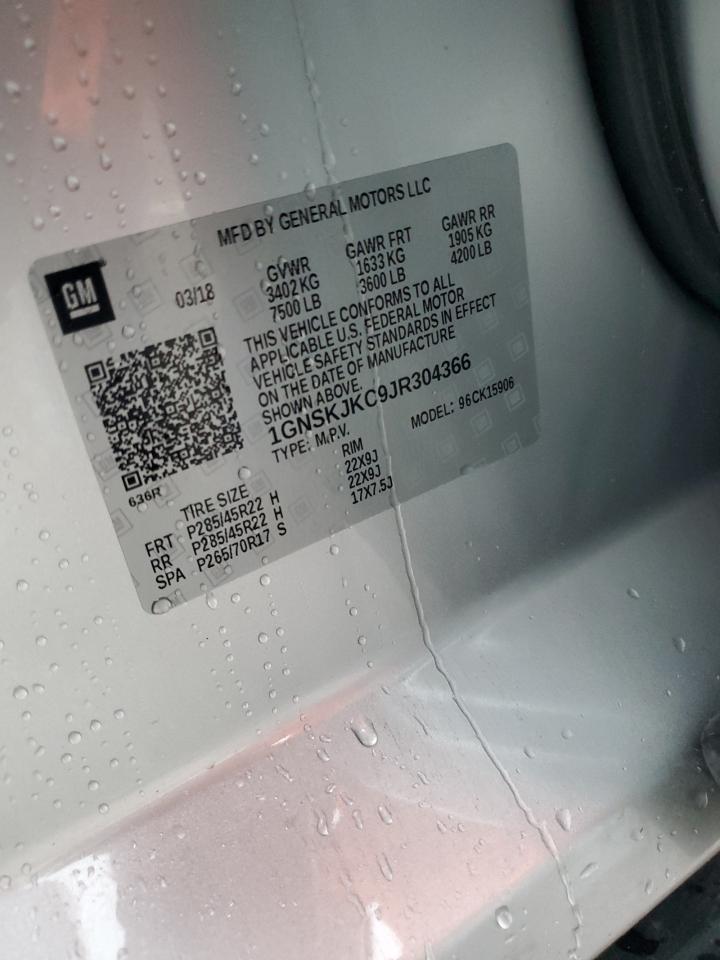 MFD BY GENERAL MOTORS LLC
GM
03/18
GVWR GAWR FRT GAWR RR
3402 KG 1633 KG 1905 KG
7500 LB 3600 LB 4200 LB
THIS VEHICLE CONFORMS TO ALL
APPLICABLE U.S. FEDERAL MOTOR
VEHICLE SAFETY STANDARDS IN EFFECT
ON THE DATE OF MANUFACTURE
SHOWN ABOVE.
1GNSKJKC9JR304366
TYPE: M.P.V. MODEL: 96CK15906
636R
TIRE SIZE RIM
FRT P285/45R22 H 22X9J
RR P285/45R22 H 22X9J
SPA P265/70R17 S 17X7.5J